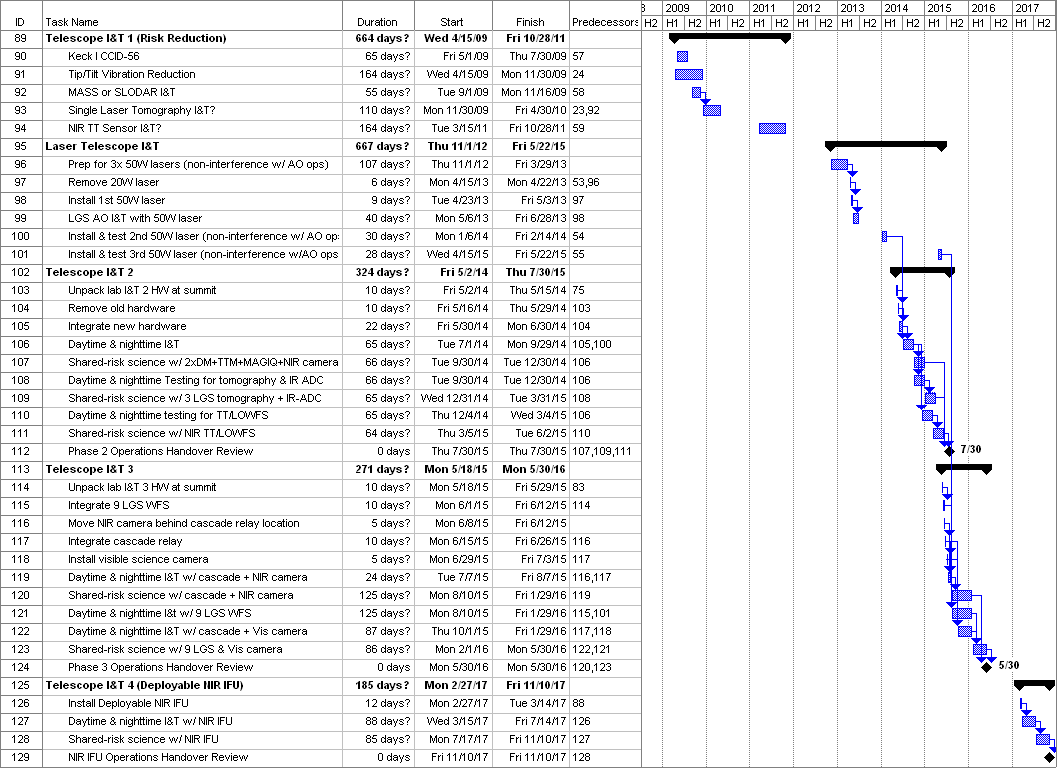 8 2009 2010 2011 2012 2013 2014 2015 2016 2017
ID Task Name Duration Start Finish Predecessors H2 H1 H2 H1 H2 H1 H2 H1 H2 H1 H2 H1 H2 H1 H2 H1 H2 H1 H2
89 Telescope I&T 1 (Risk Reduction) 664 days? Wed 4/15/09 Fri 10/28/11
90 Keck I CCID-56 65 days? Fri 5/1/09 Thu 7/30/09 57
91 Tip/Tilt Vibration Reduction 164 days? Wed 4/15/09 Mon 11/30/09 24
92 MASS or SLODAR I&T 55 days? Tue 9/1/09 Mon 11/16/09 58
93 Single Laser Tomography I&T? 110 days? Mon 11/30/09 Fri 4/30/10 23,92
94 NIR TT Sensor I&T? 164 days? Tue 3/15/11 Fri 10/28/11 59
95 Laser Telescope I&T 667 days? Thu 11/1/12 Fri 5/22/15
96 Prep for 3x 50W lasers (non-interference w/ AO ops) 107 days? Thu 11/1/12 Fri 3/29/13
97 Remove 20W laser 6 days? Mon 4/15/13 Mon 4/22/13 53,96
98 Install 1st 50W laser 9 days? Tue 4/23/13 Fri 5/3/13 97
99 LGS AO I&T with 50W laser 40 days? Mon 5/6/13 Fri 6/28/13 98
100 Install & test 2nd 50W laser (non-interference w/ AO op: 30 days? Mon 1/6/14 Fri 2/14/14 54
101 Install & test 3rd 50W laser (non-interference w/AO ops 28 days? Wed 4/15/15 Fri 5/22/15 55
102 Telescope I&T 2 324 days? Fri 5/2/14 Thu 7/30/15
103 Unpack lab I&T 2 HW at summit 10 days? Fri 5/2/14 Thu 5/15/14 75
104 Remove old hardware 10 days? Fri 5/16/14 Thu 5/29/14 103
105 Integrate new hardware 22 days? Fri 5/30/14 Mon 6/30/14 104
106 Daytime & nighttime I&T 65 days? Tue 7/1/14 Mon 9/29/14 105,100
107 Shared-risk science w/ 2xDM+TTM+MAGIQ+NIR camera 66 days? Tue 9/30/14 Tue 12/30/14 106
108 Daytime & nighttime Testing for tomography & IR ADC 66 days? Tue 9/30/14 Tue 12/30/14 106
109 Shared-risk science w/ 3 LGS tomography + IR-ADC 65 days? Wed 12/31/14 Tue 3/31/15 108
110 Daytime & nighttime testing for TT/LOWFS 65 days? Thu 12/4/14 Wed 3/4/15 106
111 Shared-risk science w/ NIR TT/LOWFS 64 days? Thu 3/5/15 Tue 6/2/15 110
112 Phase 2 Operations Handover Review 0 days Thu 7/30/15 Thu 7/30/15 107,109,111 7/30
113 Telescope I&T 3 271 days? Mon 5/18/15 Mon 5/30/16
114 Unpack lab I&T 3 HW at summit 10 days? Mon 5/18/15 Fri 5/29/15 83
115 Integrate 9 LGS WFS 10 days? Mon 6/1/15 Fri 6/12/15 114
116 Move NIR camera behind cascade relay location 5 days? Mon 6/8/15 Fri 6/12/15
117 Integrate cascade relay 10 days? Mon 6/15/15 Fri 6/26/15 116
118 Install visible science camera 5 days? Mon 6/29/15 Fri 7/3/15 117
119 Daytime & nighttime I&T w/ cascade + NIR camera 24 days? Tue 7/7/15 Fri 8/7/15 116,117
120 Shared-risk science w/ cascade + NIR camera 125 days? Mon 8/10/15 Fri 1/29/16 119
121 Daytime & nighttime I&t w/ 9 LGS WFS 125 days? Mon 8/10/15 Fri 1/29/16 115,101
122 Daytime & nighttime I&T w/ cascade + Vis camera 87 days? Thu 10/1/15 Fri 1/29/16 117,118
123 Shared-risk science w/ 9 LGS & Vis camera 86 days? Mon 2/1/16 Mon 5/30/16 122,121
124 Phase 3 Operations Handover Review 0 days Mon 5/30/16 Mon 5/30/16 120,123 5/30
125 Telescope I&T 4 (Deployable NIR IFU) 185 days? Mon 2/27/17 Fri 11/10/17
126 Install Deployable NIR IFU 12 days? Mon 2/27/17 Tue 3/14/17 88
127 Daytime & nighttime I&T w/ NIR IFU 88 days? Wed 3/15/17 Fri 7/14/17 126
128 Shared-risk science w/ NIR IFU 85 days? Mon 7/17/17 Fri 11/10/17 127
129 NIR IFU Operations Handover Review 0 days Fri 11/10/17 Fri 11/10/17 128